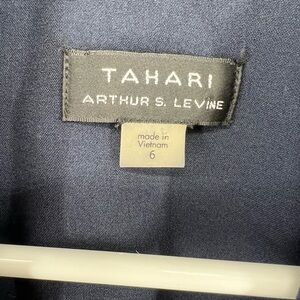 TAHARI
ARTHUR S. LEVINE
made in
Vietnam
6